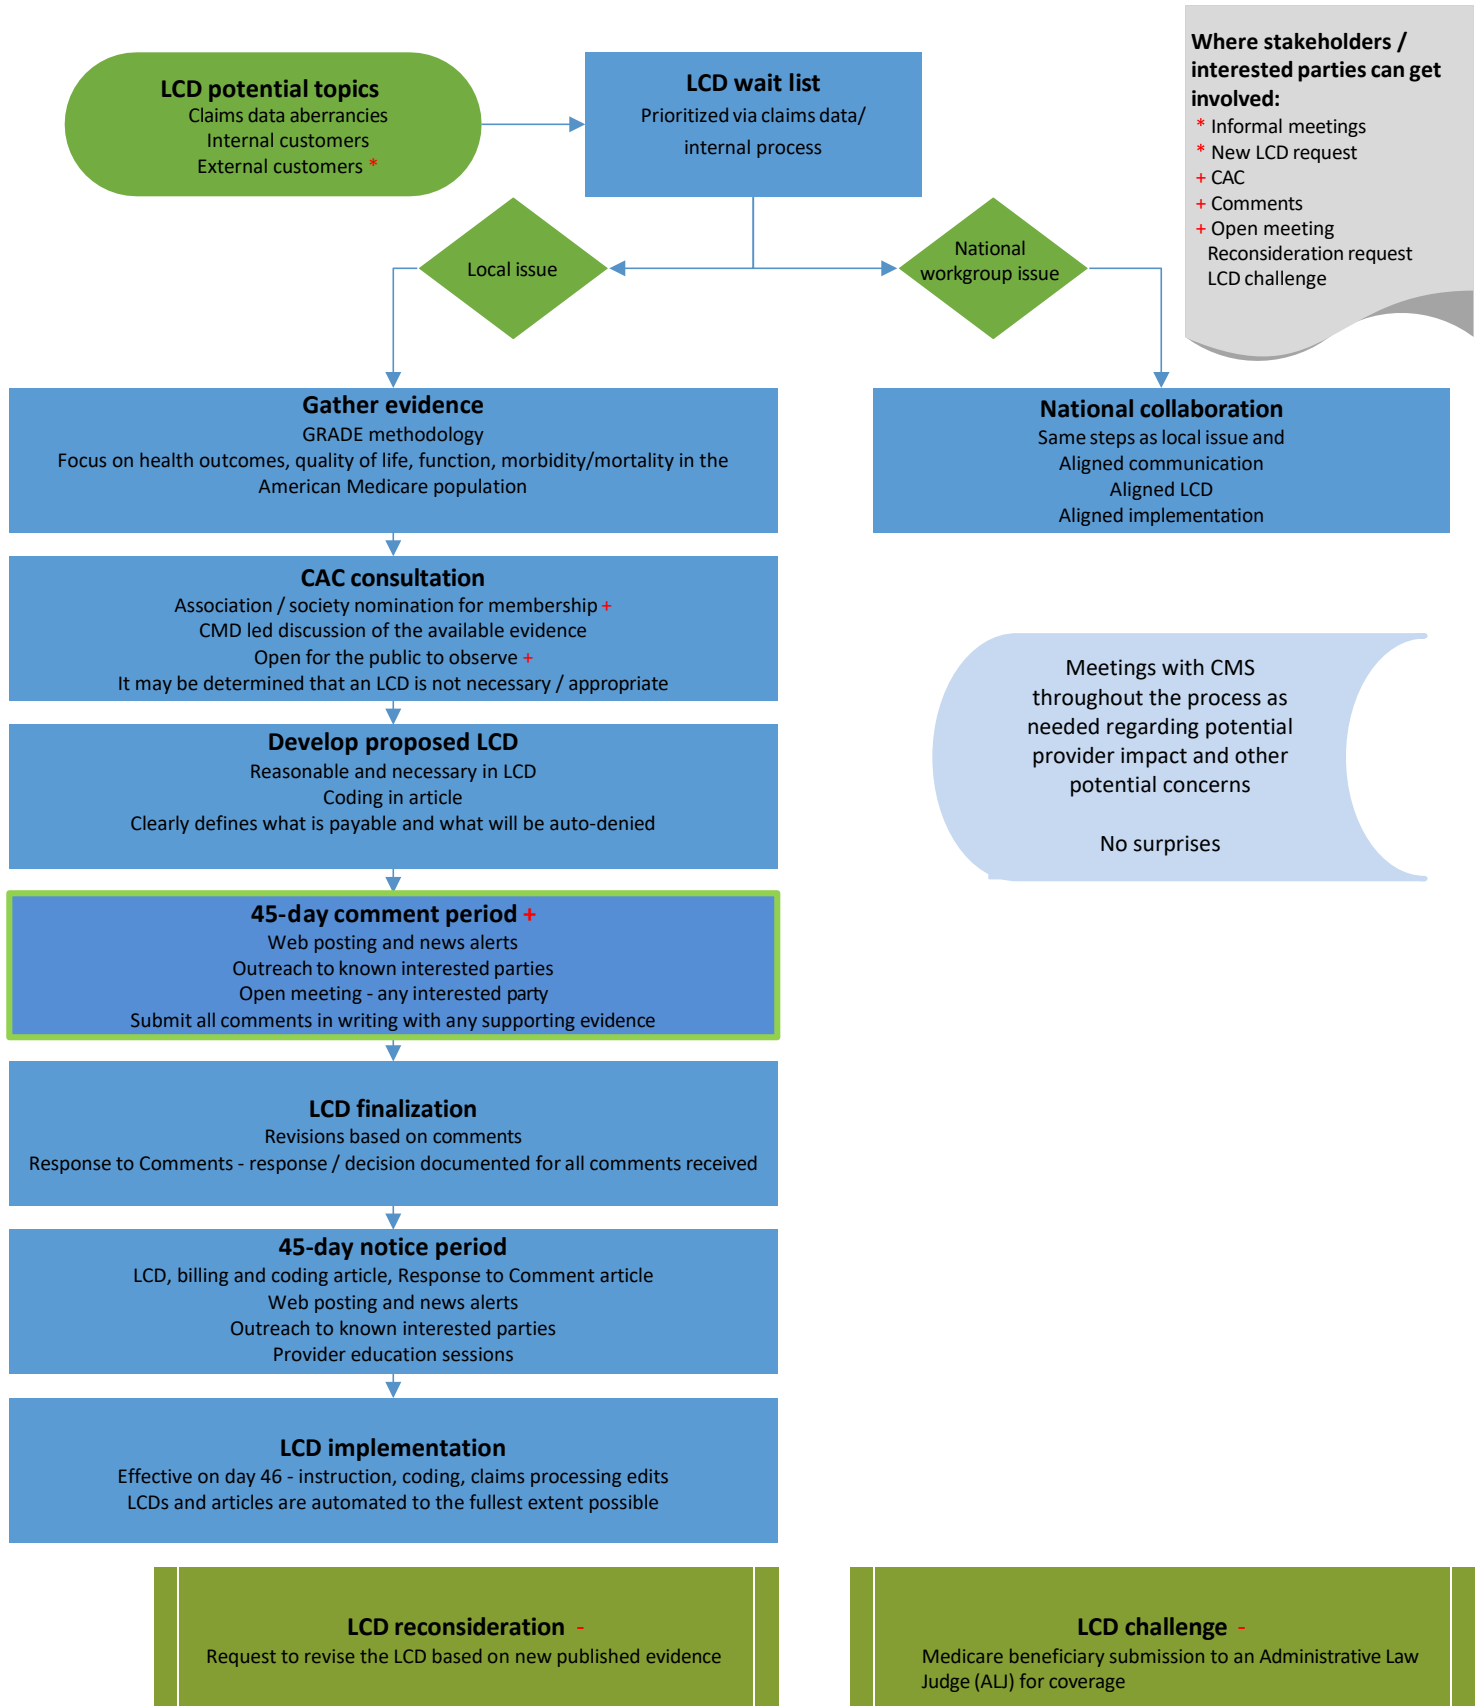 LCD potential topics
Claims data aberrancies
Internal customers
External customers *
LCD wait list
Prioritized via claims data/
internal process
Where stakeholders /
interested parties can get
involved:
* Informal meetings
* New LCD request
+ CAC
+ Comments
+ Open meeting
Reconsideration request
LCD challenge
Local issue
National
workgroup issue
Gather evidence
GRADE methodology
Focus on health outcomes, quality of life, function, morbidity/mortality in the
American Medicare population
National collaboration
Same steps as local issue and
Aligned communication
Aligned LCD
Aligned implementation
CAC consultation
Association / society nomination for membership +
CMD led discussion of the available evidence
Open for the public to observe +
It may be determined that an LCD is not necessary / appropriate
Meetings with CMS
throughout the process as
needed regarding potential
provider impact and other
potential concerns
No surprises
Develop proposed LCD
Reasonable and necessary in LCD
Coding in article
Clearly defines what is payable and what will be auto-denied
45-day comment period +
Web posting and news alerts
Outreach to known interested parties
Open meeting - any interested party
Submit all comments in writing with any supporting evidence
LCD finalization
Revisions based on comments
Response to Comments - response / decision documented for all comments received
45-day notice period
LCD, billing and coding article, Response to Comment article
Web posting and news alerts
Outreach to known interested parties
Provider education sessions
LCD implementation
Effective on day 46 - instruction, coding, claims processing edits
LCDs and articles are automated to the fullest extent possible
LCD reconsideration -
Request to revise the LCD based on new published evidence
LCD challenge -
Medicare beneficiary submission to an Administrative Law
Judge (ALJ) for coverage